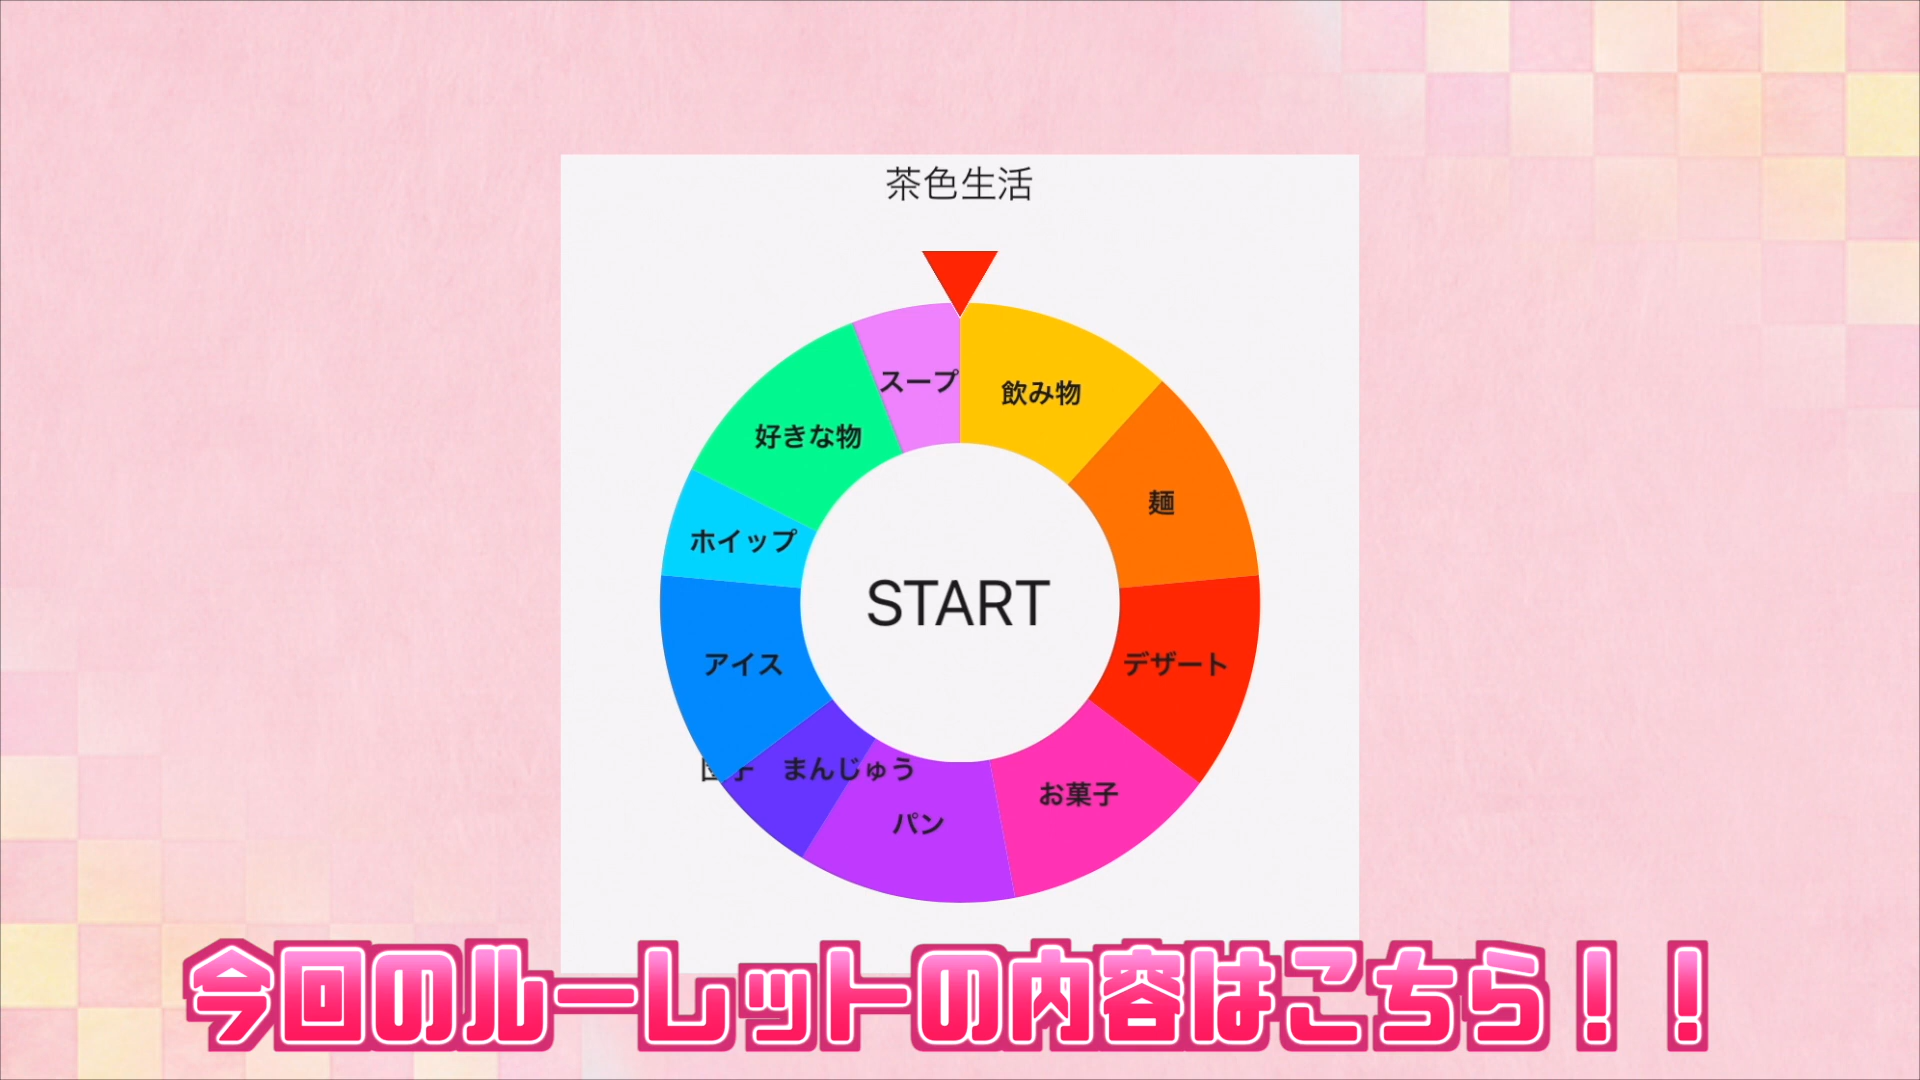 茶色生活
スープ
飲み物
好きな物
麺
ホイップ
START
アイス
デザート
団子　まんじゅう
お菓子
パン
今回のルーレットの内容はこちら！！